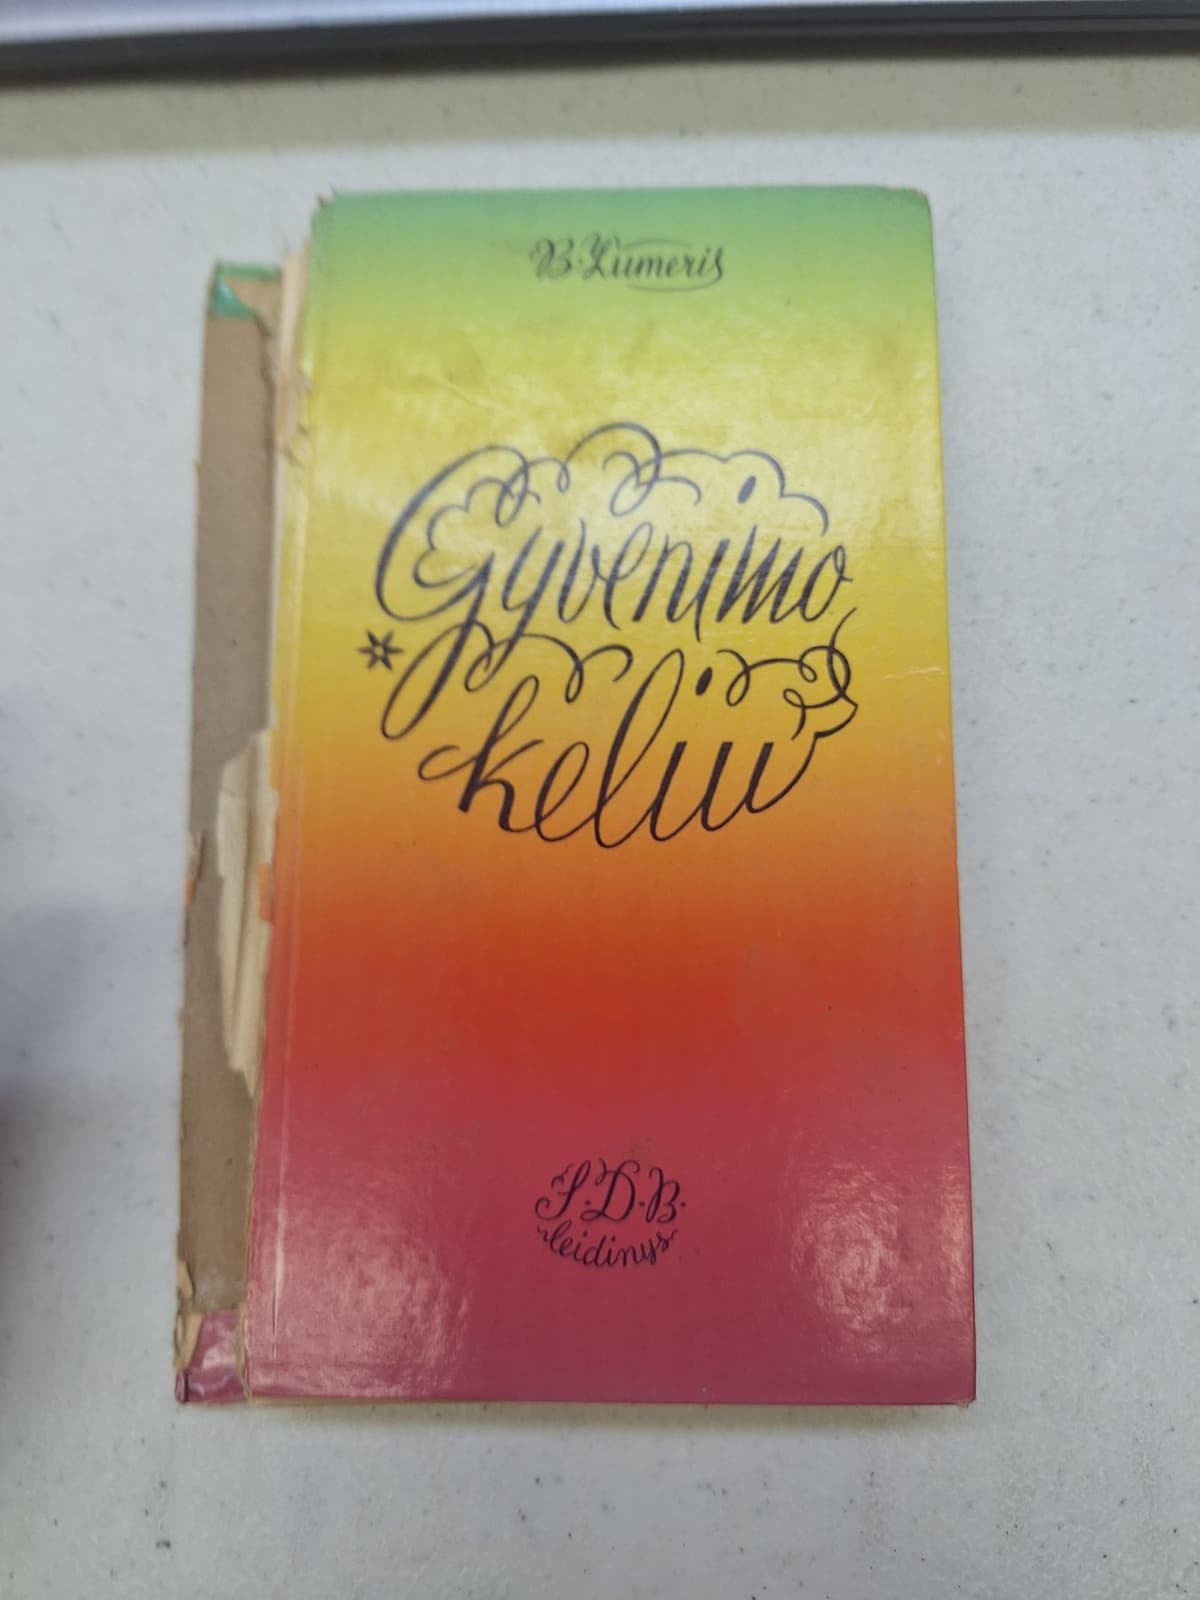 B. Zumeris
Gyvenimo
keliu
S.D.B.
leidinys